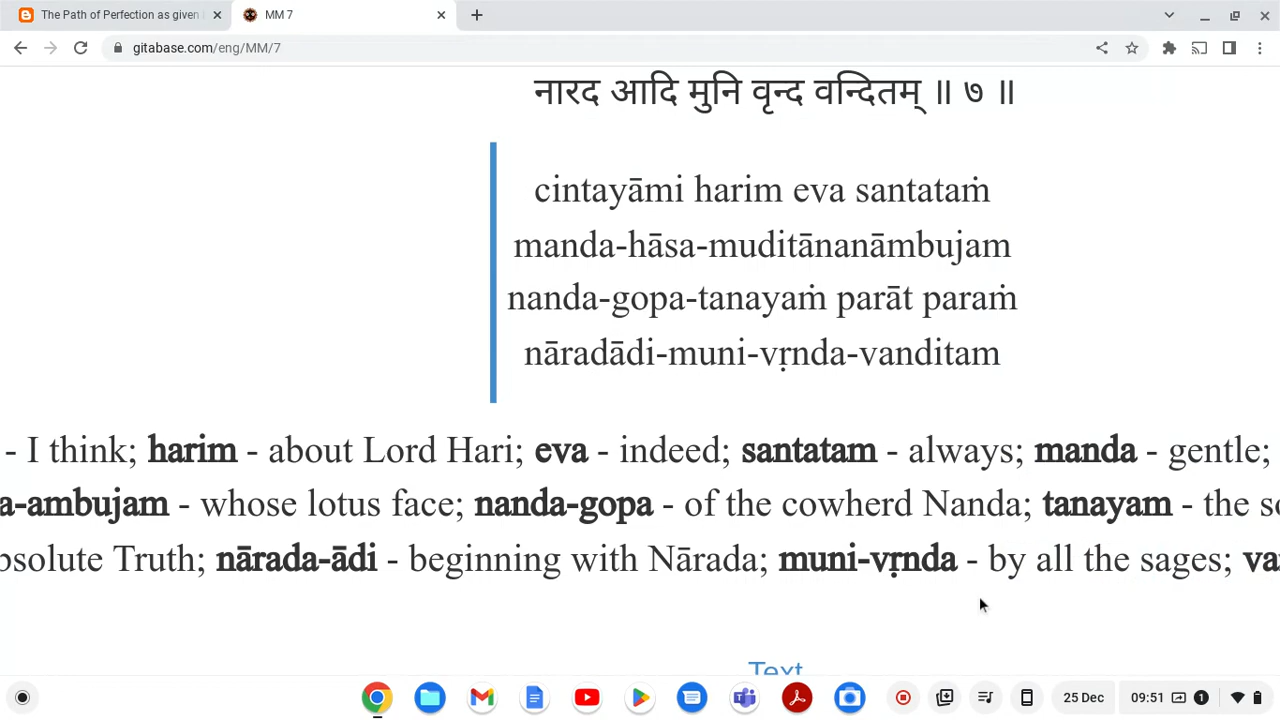 The Path of Perfection as given
MM 7
gitabase.com/eng/MM/7
नारद आदि मुनि वृन्द वन्दितम् ॥ ७ ॥
cintayāmi harim eva santataṁ
manda-hāsa-muditānanāmbujam
nanda-gopa-tanayaṁ parāt paraṁ
nāradādi-muni-vṛnda-vanditam
- I think; harim - about Lord Hari; eva - indeed; santatam - always; manda - gentle;
a-ambujam - whose lotus face; nanda-gopa - of the cowherd Nanda; tanayam - the so
bsolute Truth; nārada-ādi - beginning with Nārada; muni-vṛnda - by all the sages; va
Text
25 Dec 09:51 1